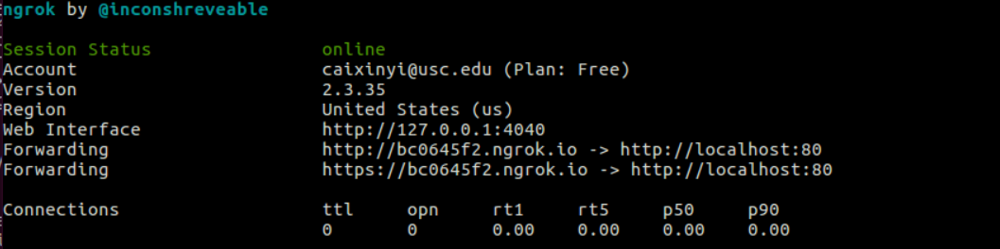 ngrok by @inconshreveable
Session Status online
Account caixinyi@usc.edu (Plan: Free)
Version 2.3.35
Region United States (us)
Web Interface http://127.0.0.1:4040
Forwarding http://bc0645f2.ngrok.io -> http://localhost:80
Forwarding https://bc0645f2.ngrok.io -> http://localhost:80
Connections ttl opn rt1 rt5 p50 p90
0 0 0.00 0.00 0.00 0.00